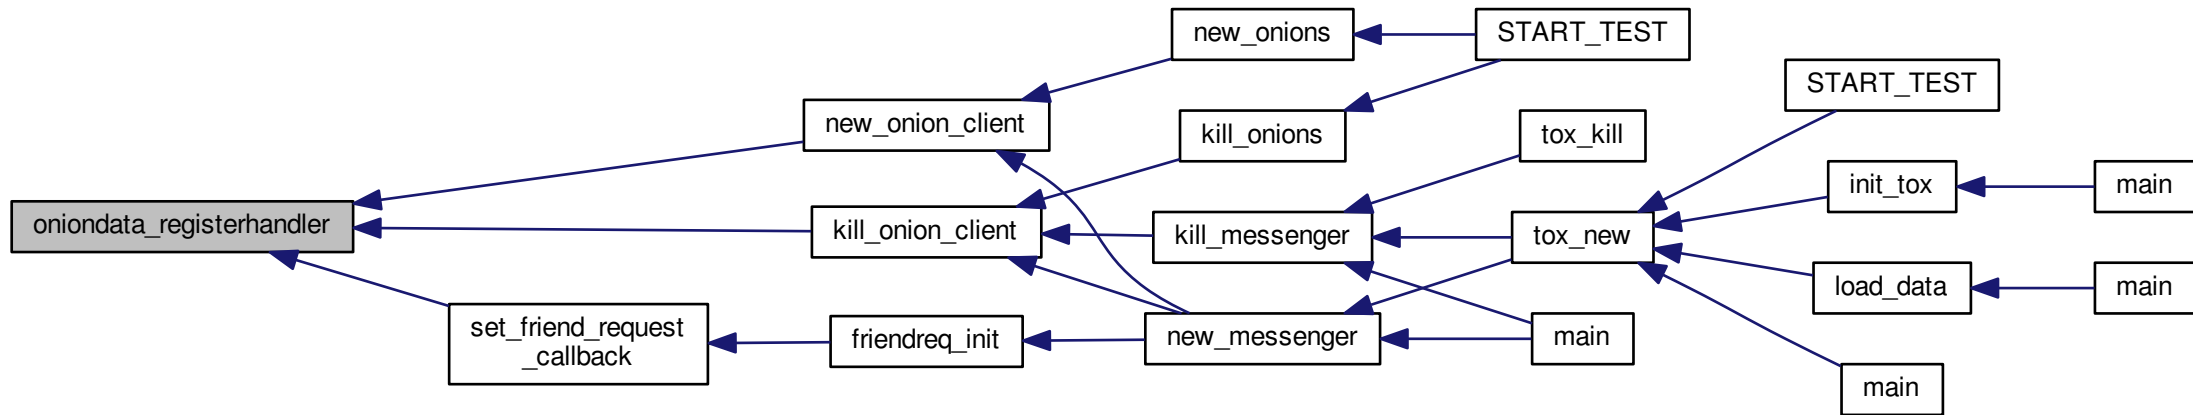 oniondata_registerhandler
new_onion_client
kill_onion_client
set_friend_request
_callback
friendreq_init
new_onions
kill_onions
kill_messenger
new_messenger
START_TEST
tox_kill
tox_new
main
START_TEST
init_tox
load_data
main
main
main